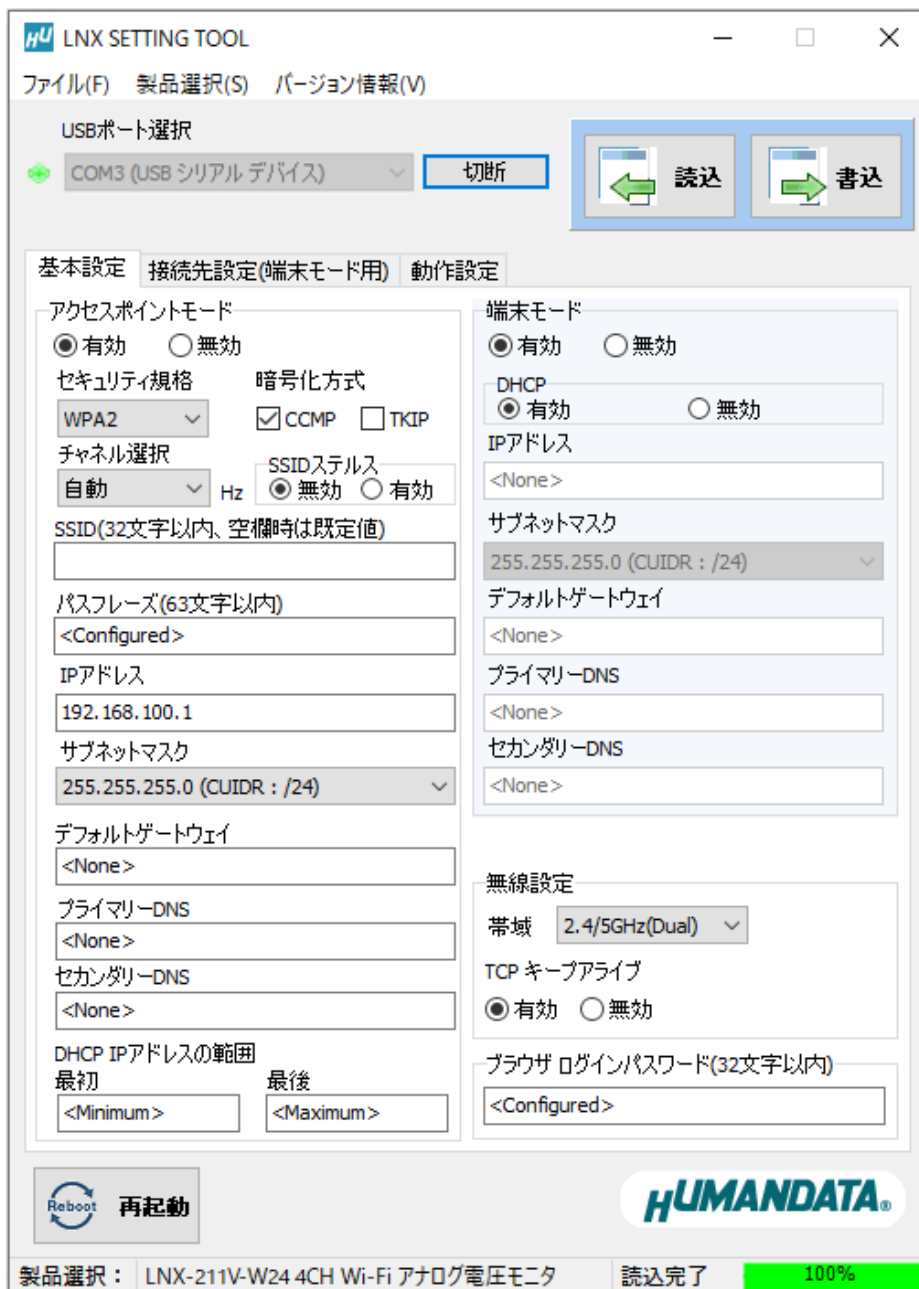 HU LNX SETTING TOOL
ファイル(F) 製品選択(S) バージョン情報(V)
USBポート選択
COM3 (USB シリアル デバイス)
切断
読込
書込
基本設定
接続先設定(端末モード用)
動作設定
アクセスポイントモード
有効 無効
セキュリティ規格 暗号化方式
WPA2 CCMP TKIP
チャネル選択
SSIDステルス
自動 Hz 無効 有効
SSID(32文字以内、空欄時は既定値)
パスフレーズ(63文字以内)
<Configured>
IPアドレス
192.168.100.1
サブネットマスク
255.255.255.0 (CUIDR : /24)
デフォルトゲートウェイ
<None>
プライマリーDNS
<None>
セカンダリーDNS
<None>
DHCP IPアドレスの範囲
最初 最後
<Minimum> <Maximum>
端末モード
有効 無効
DHCP
有効 無効
IPアドレス
<None>
サブネットマスク
255.255.255.0 (CUIDR : /24)
デフォルトゲートウェイ
<None>
プライマリーDNS
<None>
セカンダリーDNS
<None>
無線設定
帯域 2.4/5GHz(Dual)
TCP キープアライブ
有効 無効
ブラウザ ログインパスワード(32文字以内)
<Configured>
Reboot 再起動
HUMANDATA®
製品選択： LNX-211V-W24 4CH Wi-Fi アナログ電圧モニタ 読込完了 100%